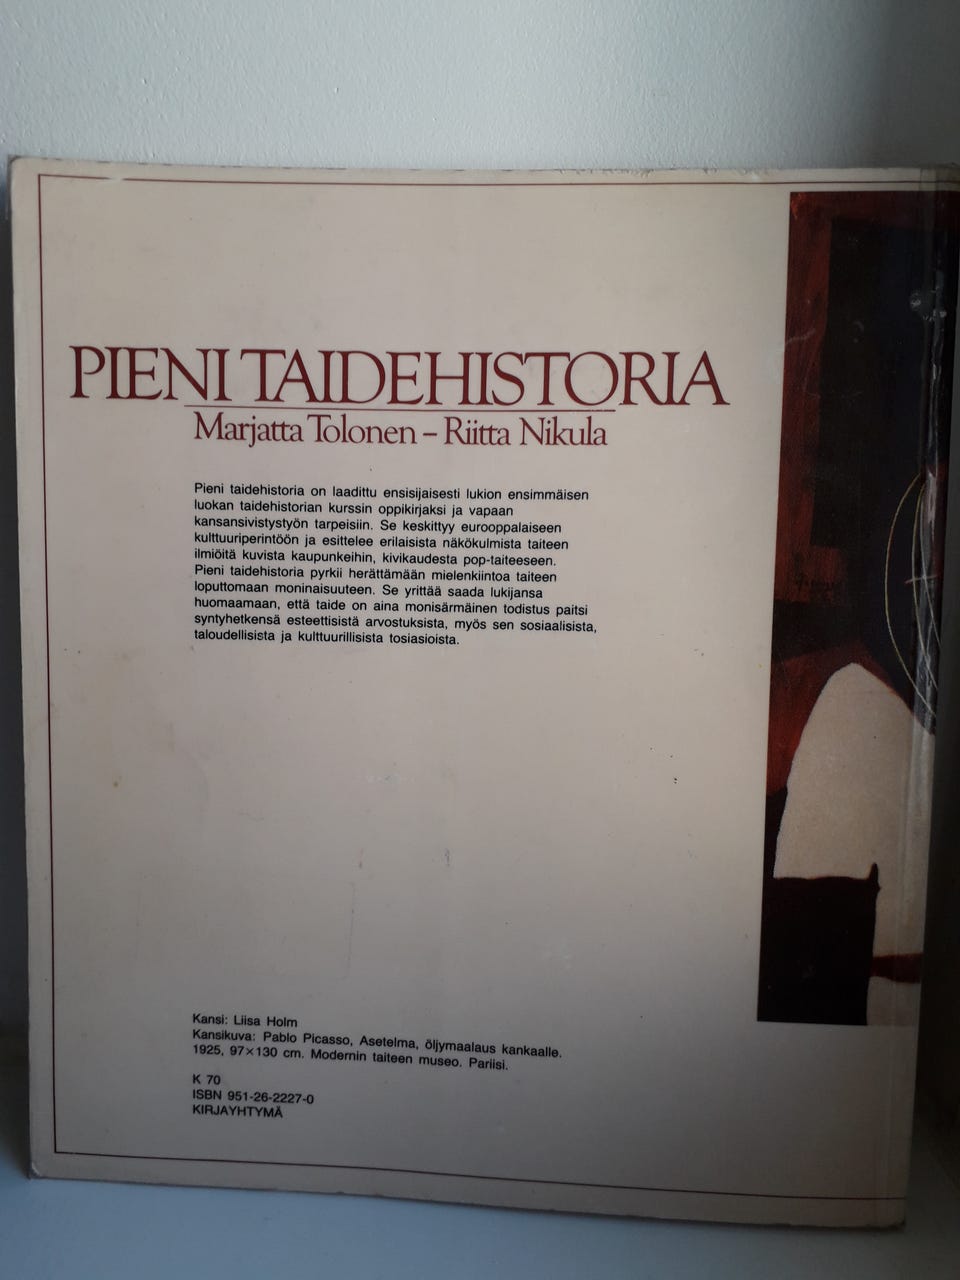 PIENI TAIDEHISTORIA
Marjatta Tolonen – Riitta Nikula
Pieni taidehistoria on laadittu ensisijaisesti lukion ensimmäisen
luokan taidehistorian kurssin oppikirjaksi ja vapaan
kansansivistystyön tarpeisiin. Se keskittyy eurooppalaiseen
kulttuuriperintöön ja esittelee erilaisista näkökulmista taiteen
ilmiöitä kuvista kaupunkeihin, kivikaudesta pop-taiteeseen.
Pieni taidehistoria pyrkii herättämään mielenkiintoa taiteen
loputtomaan moninaisuuteen. Se yrittää saada lukijansa
huomaamaan, että taide on aina monisärmäinen todistus paitsi
syntyhetkensä esteettisistä arvostuksista, myös sen sosiaalisista,
taloudellisista ja kulttuurillisista tosiasioista.
Kansi: Liisa Holm
Kansikuva: Pablo Picasso, Asetelma, öljymaalaus kankaalle.
1925, 97×130 cm. Modernin taiteen museo. Pariisi.
K 70
ISBN 951-26-2227-0
KIRJAYHTYMÄ